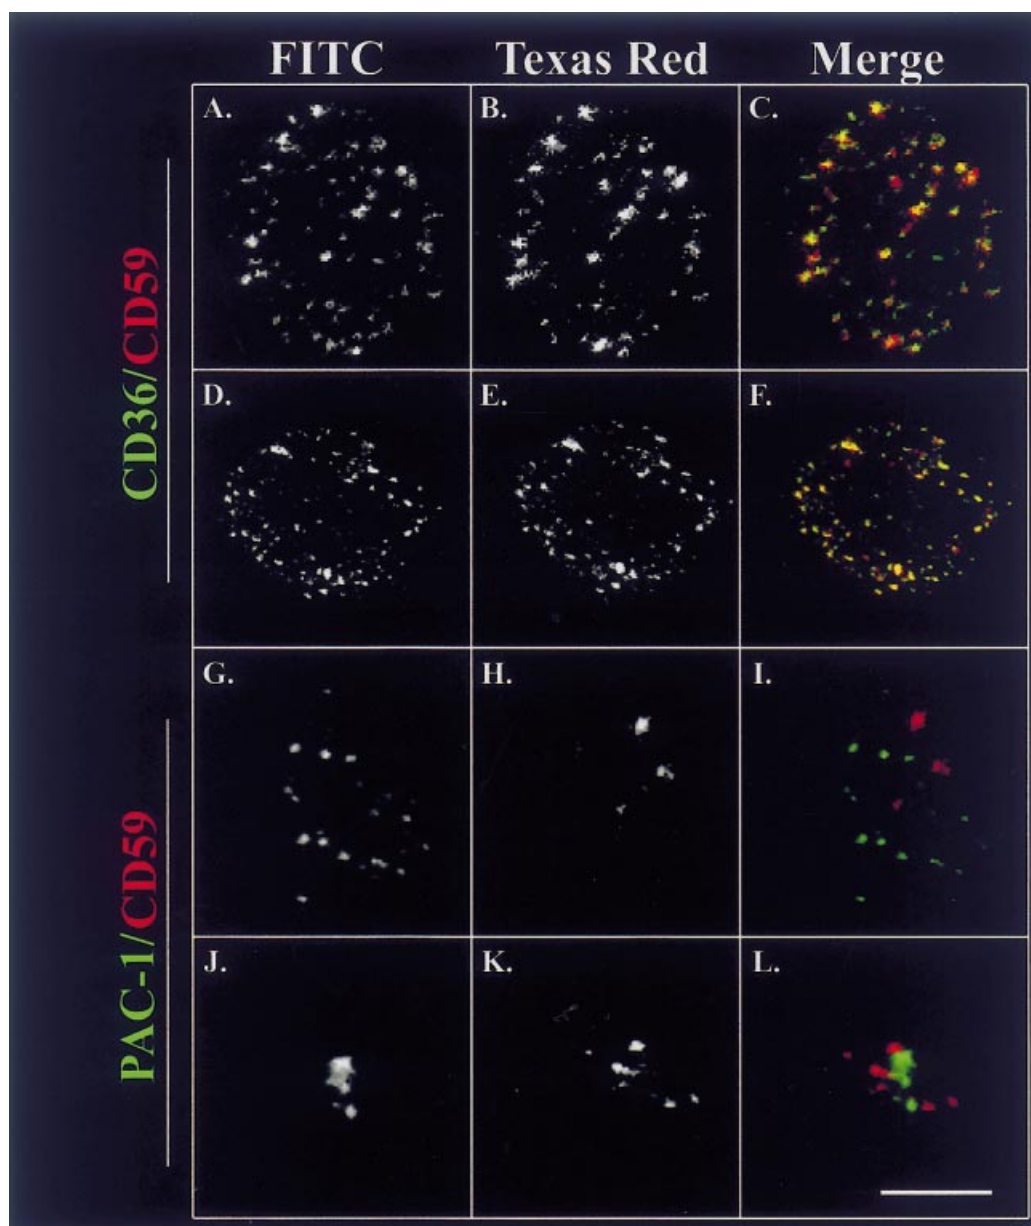 FITC Texas Red Merge
A. B. C.
CD36/CD59
D. E. F.
G. H. I.
PAC-1/CD59
J. K. L.